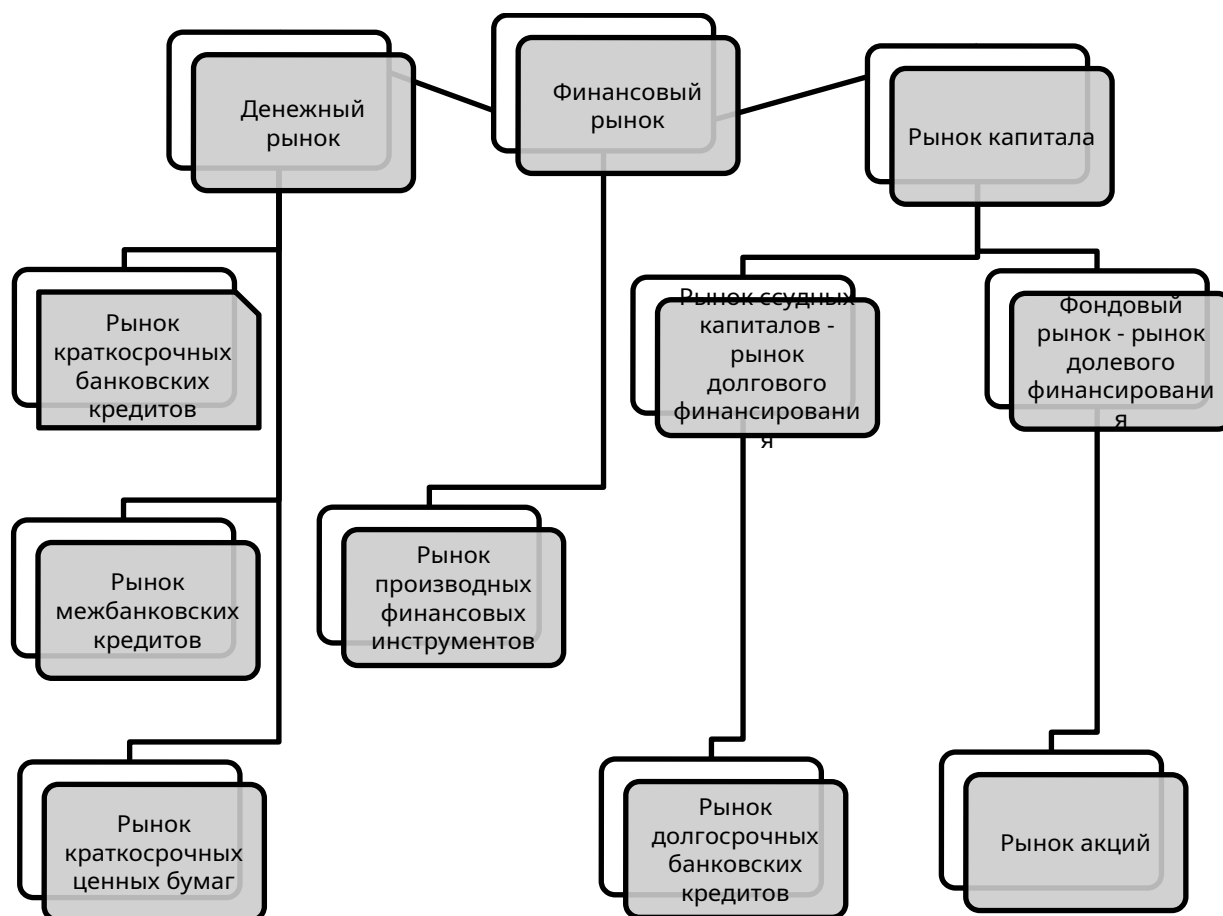 Денежный
рынок
Финансовый
рынок
Рынок капитала
Рынок
краткосрочных
банковских
кредитов
Рынок ссудных
капиталов -
рынок
долгового
финансировани
я
Фондовый
рынок - рынок
долевого
финансировани
я
Рынок
межбанковских
кредитов
Рынок
производных
финансовых
инструментов
Рынок
краткосрочных
ценных бумаг
Рынок
долгосрочных
банковских
кредитов
Рынок акций